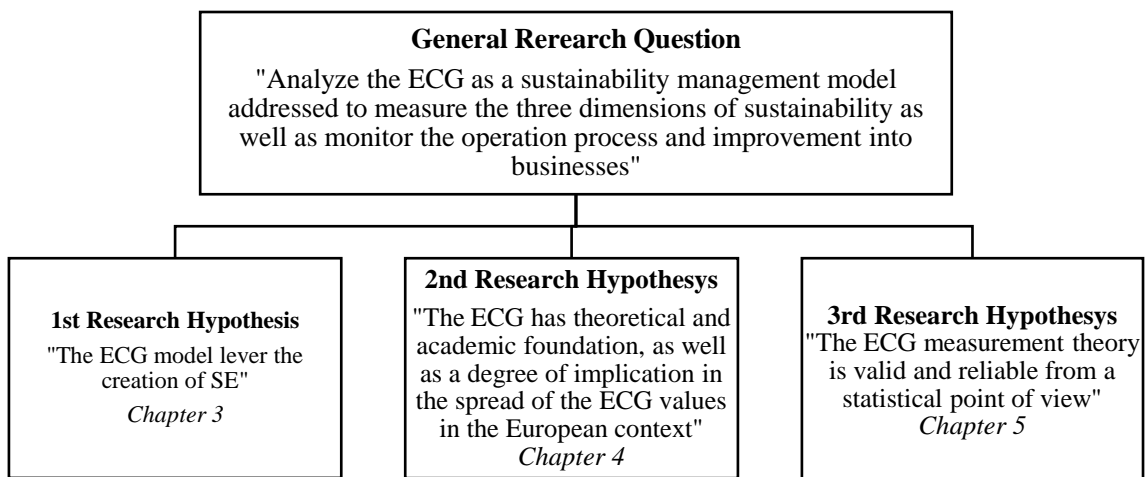 General Rerearch Question
"Analyze the ECG as a sustainability management model
addressed to measure the three dimensions of sustainability as
well as monitor the operation process and improvement into
businesses"
1st Research Hypothesis
"The ECG model lever the
creation of SE"
Chapter 3
2nd Research Hypothesys
"The ECG has theoretical and
academic foundation, as well
as a degree of implication in
the spread of the ECG values
in the European context"
Chapter 4
3rd Research Hypothesys
"The ECG measurement theory
is valid and reliable from a
statistical point of view"
Chapter 5